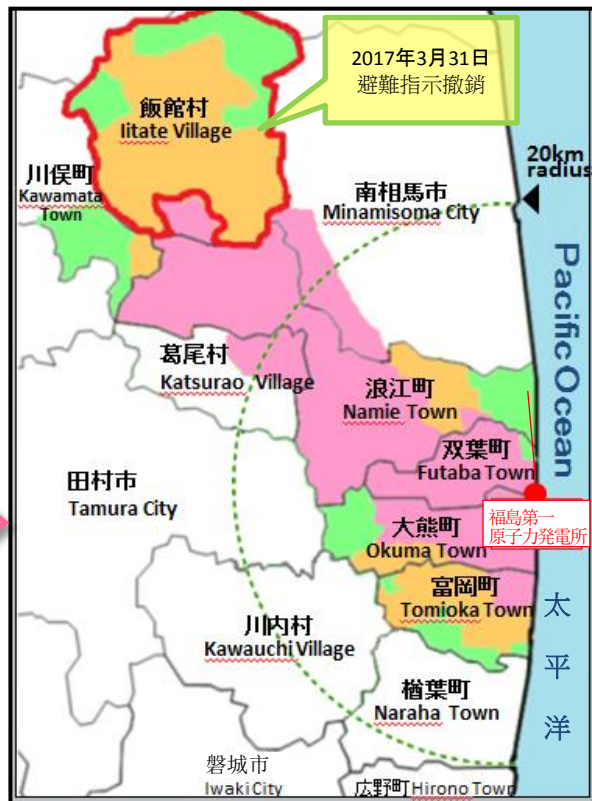 2017年3月31日
避難指示撤銷
飯館村
Iitate Village
川俣町
Kawamata
Town
20km
radius
南相馬市
Minamisoma City
Pacific Ocean
葛尾村
Katsurao Village
浪江町
Namie Town
双葉町
Futaba Town
田村市
Tamura City
大熊町
Okuma Town
福島第一
原子力発電所
富岡町
Tomioka Town
太平洋
川内村
Kawauchi Village
楢葉町
Naraha Town
磐城市
Iwaki City
広野町 Hirono Town